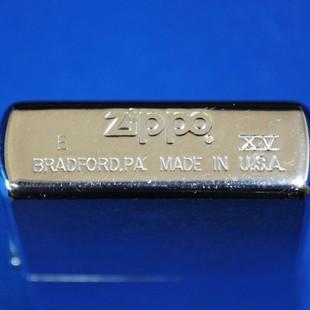 Zippo®
E XV
BRADFORD,PA. MADE IN U.S.A.